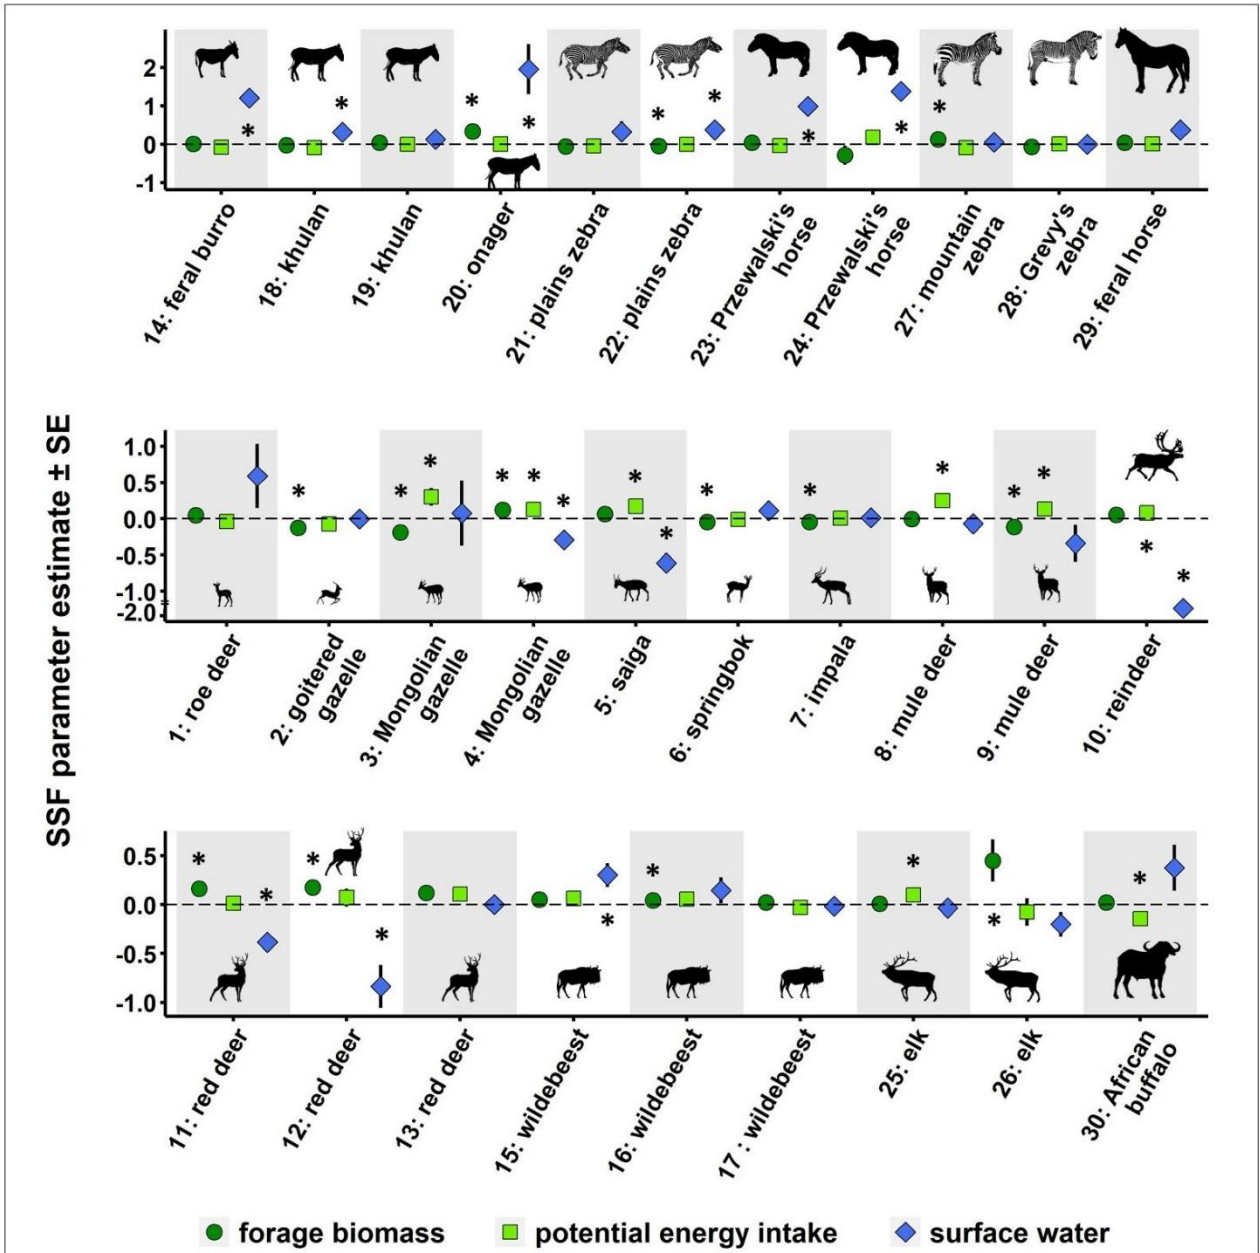 2
1
0
-1
* * * * * * * * * *
14: feral burro
18: khulan
19: khulan
20: onager
21: plains zebra
22: plains zebra
23: Przewalski's
horse
24: Przewalski's
horse
27: mountain
zebra
28: Grevy's
zebra
29: feral horse
SSF parameter estimate ± SE
1.0
0.5
0.0
-0.5
-1.0
-2.0
* * * * * * * * * * * * * * *
1: roe deer
2: goitered
gazelle
3: Mongolian
gazelle
4: Mongolian
gazelle
5: saiga
6: springbok
7: impala
8: mule deer
9: mule deer
10: reindeer
0.5
0.0
-0.5
-1.0
* * * * * * * * *
11: red deer
12: red deer
13: red deer
15: wildebeest
16: wildebeest
17 : wildebeest
25: elk
26: elk
30: African
buffalo
forage biomass potential energy intake surface water